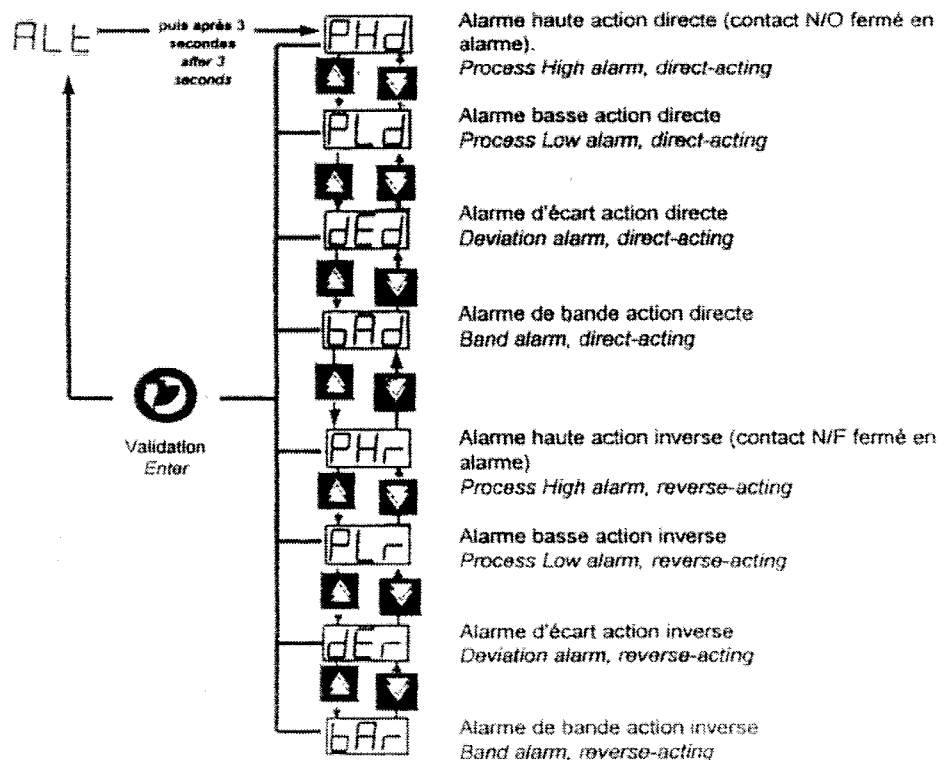 ALt
puis après 3
secondes
after 3
seconds
PHd
Alarme haute action directe (contact N/O fermé en
alarme).
Process High alarm, direct-acting
PLd
Alarme basse action directe
Process Low alarm, direct-acting
dEd
Alarme d'écart action directe
Deviation alarm, direct-acting
bAd
Alarme de bande action directe
Band alarm, direct-acting
Validation
Enter
PHr
Alarme haute action inverse (contact N/F fermé en
alarme)
Process High alarm, reverse-acting
PLr
Alarme basse action inverse
Process Low alarm, reverse-acting
dEr
Alarme d'écart action inverse
Deviation alarm, reverse-acting
bAr
Alarme de bande action inverse
Band alarm, reverse-acting